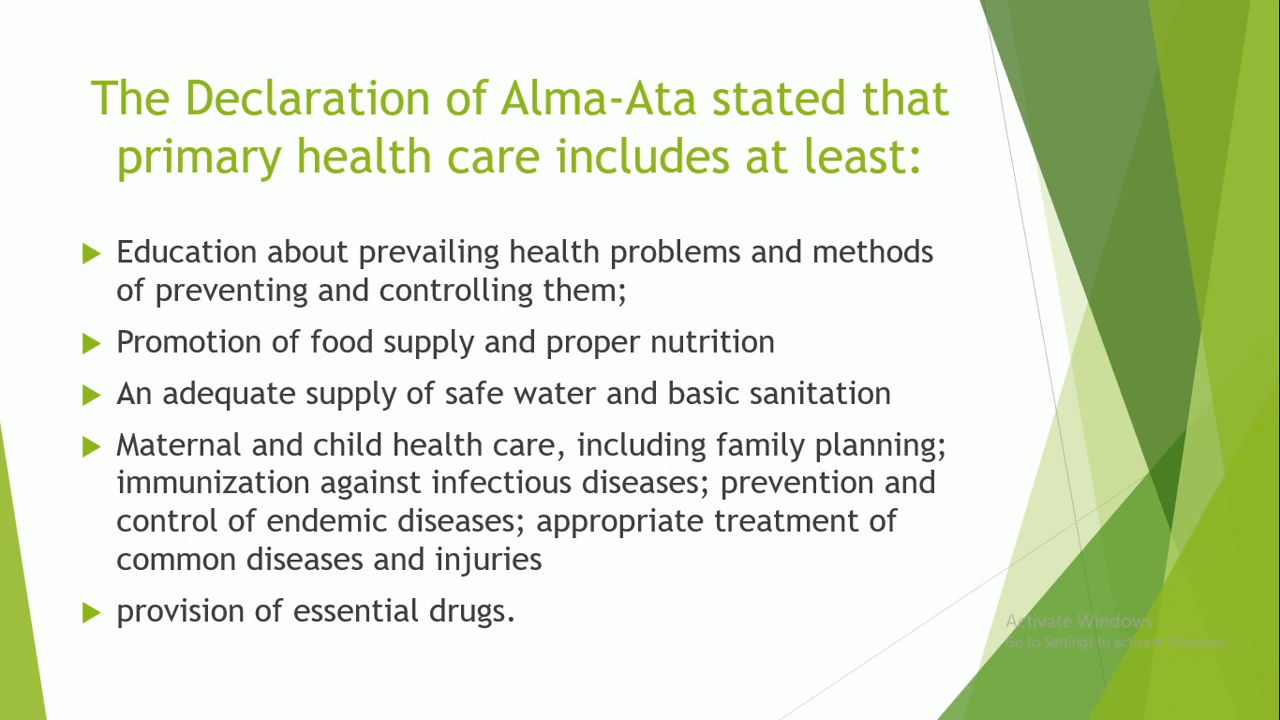 The Declaration of Alma-Ata stated that
primary health care includes at least:
Education about prevailing health problems and methods
of preventing and controlling them;
Promotion of food supply and proper nutrition
An adequate supply of safe water and basic sanitation
Maternal and child health care, including family planning;
immunization against infectious diseases; prevention and
control of endemic diseases; appropriate treatment of
common diseases and injuries
provision of essential drugs.
Activate Windows
Go to Settings to activate Windows.